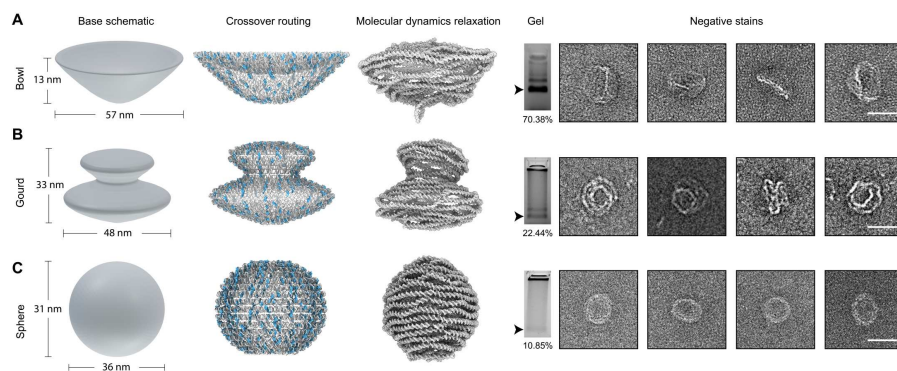 A Base schematic Crossover routing Molecular dynamics relaxation Gel Negative stains
Bowl 13 nm
57 nm
70.38%
B
Gourd 33 nm
48 nm
22.44%
C
Sphere 31 nm
36 nm
10.85%